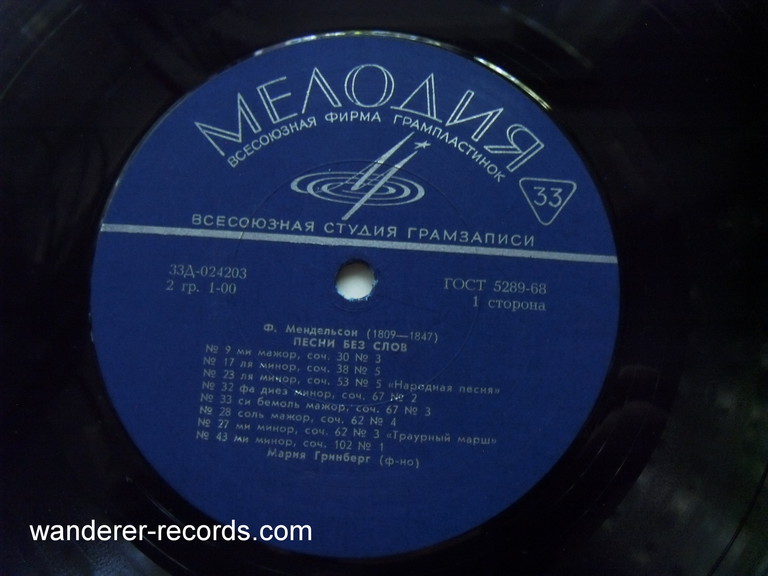 МЕЛОДИЯ
ВСЕСОЮЗНАЯ ФИРМА ГРАМПЛАСТИНОК
33
ВСЕСОЮЗНАЯ СТУДИЯ ГРАМЗАПИСИ
33Д-024203
2 гр. 1-00
ГОСТ 5289-68
1 сторона
Ф. Мендельсон (1809—1847)
ПЕСНИ БЕЗ СЛОВ
№ 9 ми мажор, соч. 30 № 3
№ 17 ля минор, соч. 38 № 5
№ 23 ля минор, соч. 53 № 5 «Народная песня»
№ 32 фа диез минор, соч. 67 № 2
№ 33 си бемоль мажор, соч. 67 № 3
№ 28 соль мажор, соч. 62 № 4
№ 27 ми минор, соч. 62 № 3 «Траурный марш»
№ 43 ми минор, соч. 102 № 1
Мария Гринберг (ф-но)
wanderer-records.com